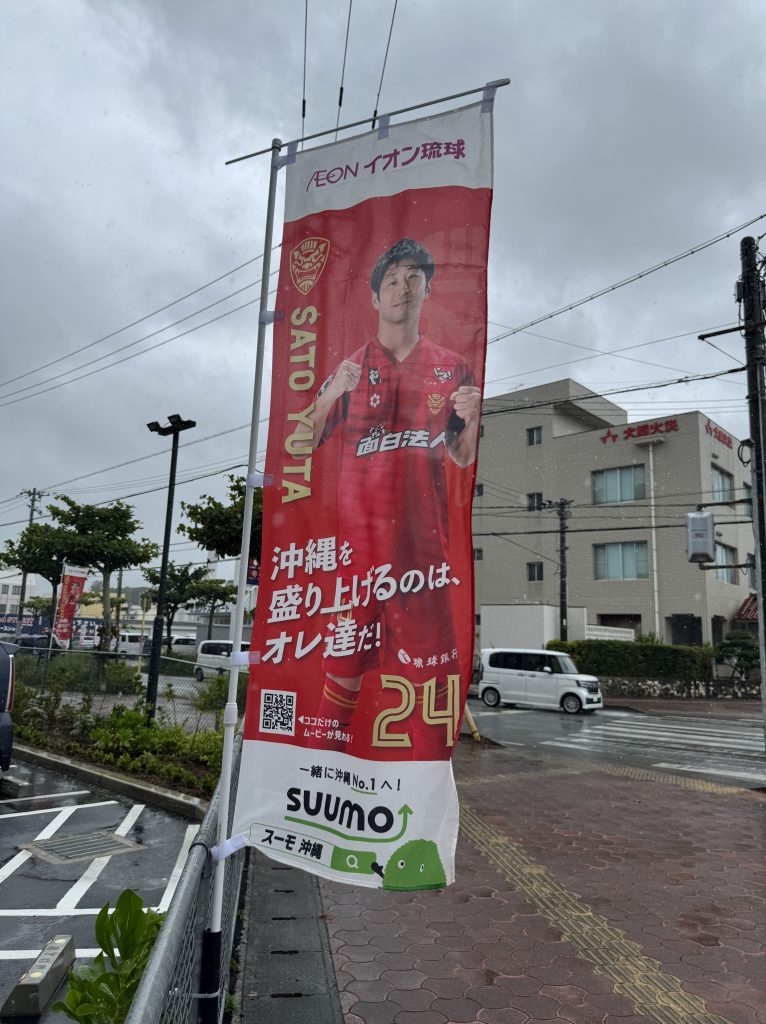 ÆON イオン琉球
SATO YUTA
面白法人
沖縄を
盛り上げるのは、
オレ達だ!
琉球銀行
24
◀ココだけの
ムービーが見れる!
一緒に沖縄No.1へ!
SUUMO
スーモ 沖縄
大同火災